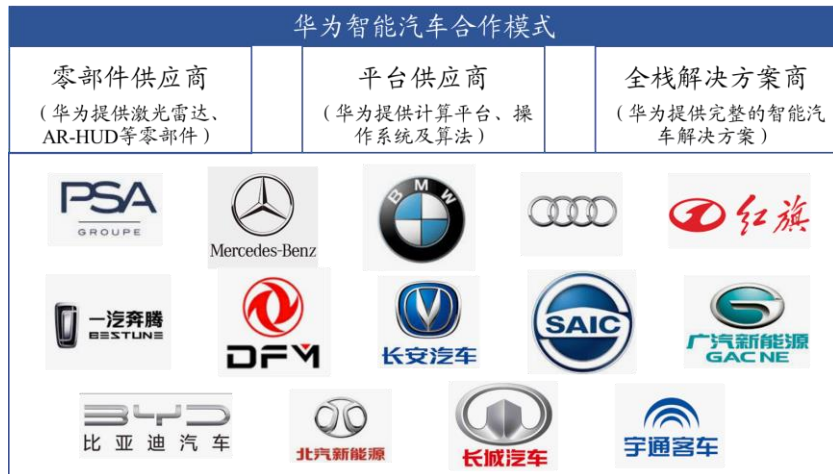 华为智能汽车合作模式
零部件供应商
（华为提供激光雷达、
AR-HUD等零部件）
平台供应商
（华为提供计算平台、操
作系统及算法）
全栈解决方案商
（华为提供完整的智能汽
车解决方案）
PSA
GROUPE
Mercedes-Benz
BMW
红旗
一汽奔腾
BESTUNE
DFM
长安汽车
SAIC
广汽新能源
GAC NE
BYD
比亚迪汽车
北汽新能源
长城汽车
宇通客车